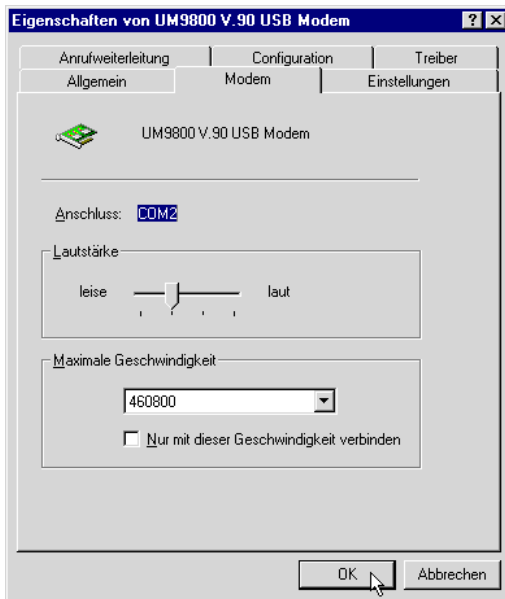 Eigenschaften von UM9800 V.90 USB Modem
Anrufweiterleitung Configuration Treiber
Allgemein Modem Einstellungen
UM9800 V.90 USB Modem
Anschluss: COM2
Lautstärke
leise laut
Maximale Geschwindigkeit
460800
Nur mit dieser Geschwindigkeit verbinden
OK Abbrechen